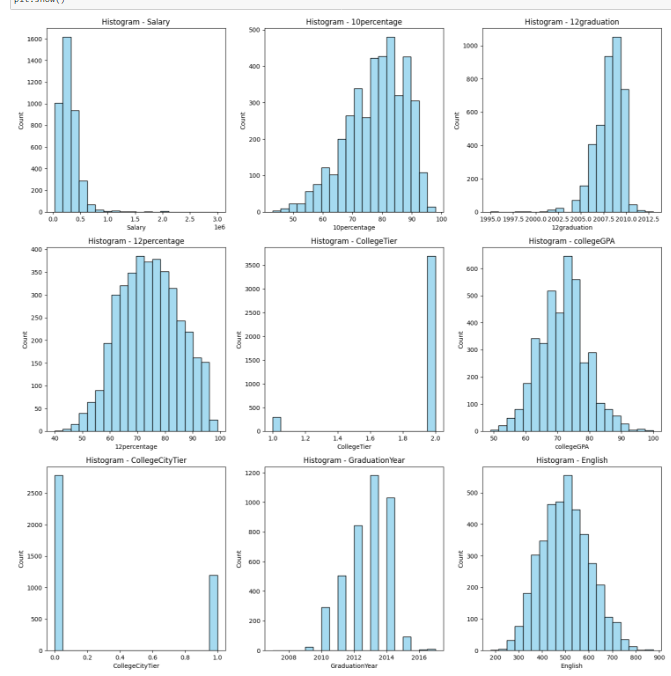 plt.show()
Histogram - Salary
Count
1600
1400
1200
1000
800
600
400
200
0
0.0 0.5 1.0 1.5 2.0 2.5 3.0
1e6
Salary
Histogram - 10percentage
Count
500
400
300
200
100
0
50 60 70 80 90 100
10percentage
Histogram - 12graduation
Count
1000
800
600
400
200
0
1995.0 1997.5 2000.0 2002.5 2005.0 2007.5 2010.0 2012.5
12graduation
Histogram - 12percentage
Count
400
350
300
250
200
150
100
50
0
40 50 60 70 80 90 100
12percentage
Histogram - CollegeTier
Count
3500
3000
2500
2000
1500
1000
500
0
1.0 1.2 1.4 1.6 1.8 2.0
CollegeTier
Histogram - collegeGPA
Count
600
500
400
300
200
100
0
50 60 70 80 90 100
collegeGPA
Histogram - CollegeCityTier
Count
2500
2000
1500
1000
500
0
0.0 0.2 0.4 0.6 0.8 1.0
CollegeCityTier
Histogram - GraduationYear
Count
1200
1000
800
600
400
200
0
2008 2010 2012 2014 2016
GraduationYear
Histogram - English
Count
500
400
300
200
100
0
200 300 400 500 600 700 800 900
English